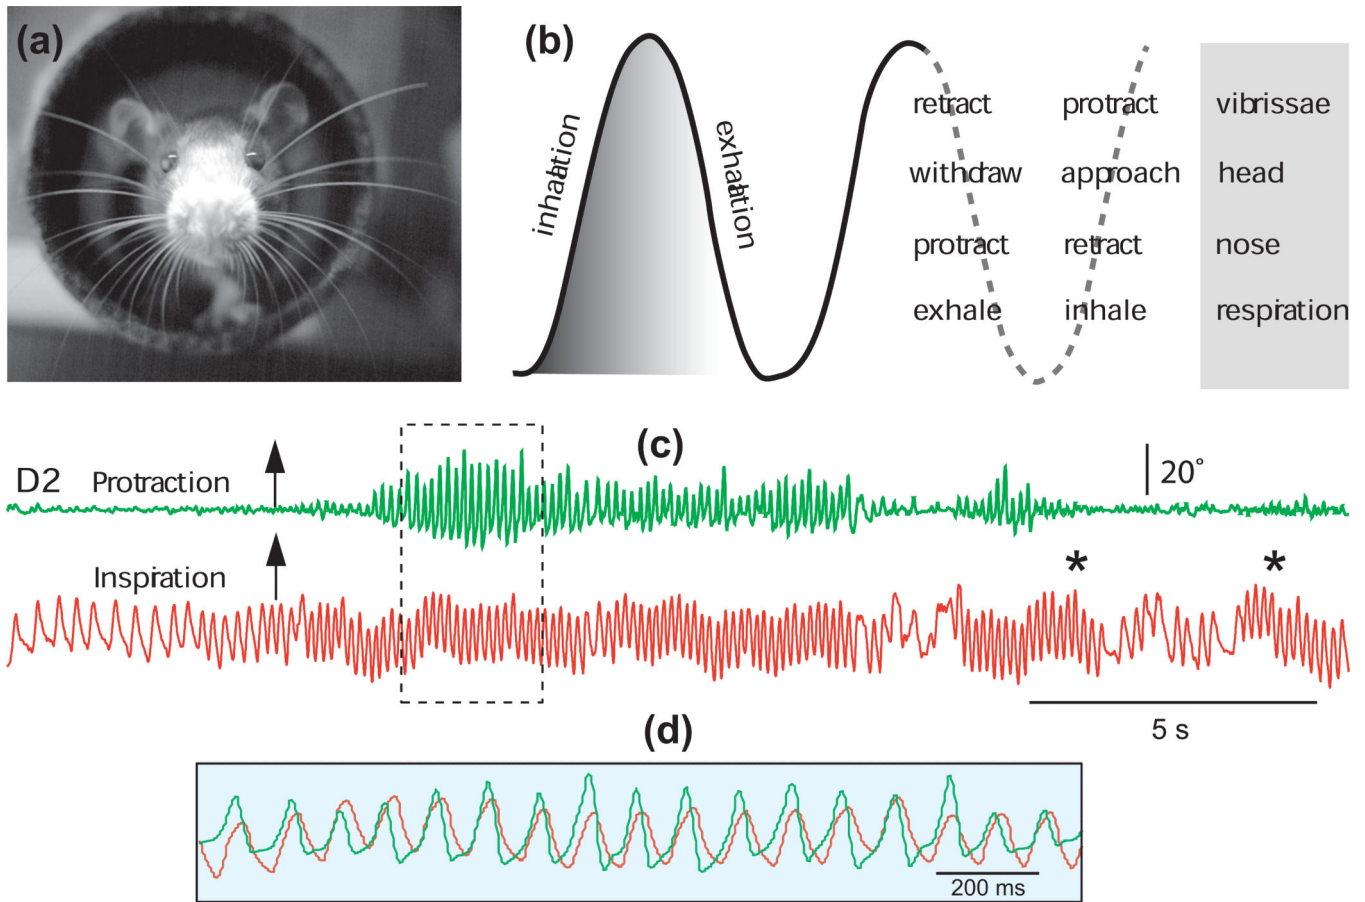 (a)
(b)
inhalation
exhalation
retract protract vibrissae
withdraw approach head
protract retract nose
exhale inhale respiration
(c)
D2 Protraction
20°
Inspiration
*
*
5 s
(d)
200 ms